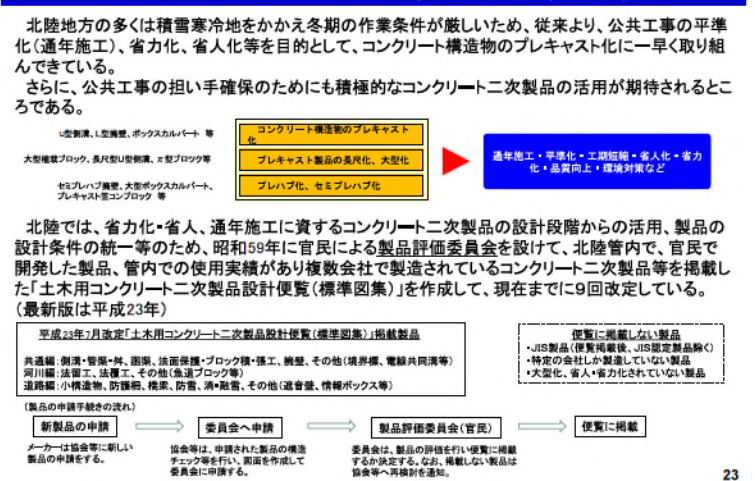 北陸地方の多くは積雪寒冷地をかかえ冬期の作業条件が厳しいため、従来より、公共工事の平準
化(通年施工)、省力化、省人化等を目的として、コンクリート構造物のプレキャスト化に一早く取り組
んできている。
さらに、公共工事の担い手確保のためにも積極的なコンクリート二次製品の活用が期待されるとこ
ろである。
U型側溝、L型擁壁、ボックスカルバート 等
コンクリート構造物のプレキャスト
化
大型積ブロック、長尺型U型側溝、π型ブロック等
プレキャスト製品の長尺化、大型化
セミプレハブ擁壁、大型ボックスカルバート、
プレキャスト笠コンブロック 等
プレハブ化、セミプレハブ化
通年施工・平準化・工期短縮・省人化・省力
化・品質向上・環境対策など
北陸では、省力化・省人、通年施工に資するコンクリート二次製品の設計段階からの活用、製品の
設計条件の統一等のため、昭和59年に官民による製品評価委員会を設けて、北陸管内で、官民で
開発した製品、管内での使用実績があり複数会社で製造されているコンクリート二次製品等を掲載し
た「土木用コンクリート二次製品設計便覧(標準図集)」を作成して、現在までに9回改定している。
(最新版は平成23年)
平成23年7月改定「土木用コンクリート二次製品設計便覧(標準図集)」掲載製品
共通編:側溝・管渠・桝、函渠、法面保護・ブロック積・張工、擁壁、その他(境界標、電線共同溝等)
河川編:法留工、法覆工、その他(魚道ブロック等)
道路編:小構造物、防護柵、橋梁、防雪、消・融雪、その他(遮音壁、情報ボックス等)
便覧に掲載しない製品
・JIS製品(便覧掲載後、JIS認定製品除く)
・特定の会社しか製造していない製品
・大型化、省人・省力化されていない製品
(製品の申請手続きの流れ)
新製品の申請
委員会へ申請
製品評価委員会(官民)
便覧に掲載
メーカーは協会等に新しい
製品の申請をする。
協会等は、申請された製品の構造
チェック等を行い、図面を作成して
委員会に申請する。
委員会は、製品の評価を行い便覧に掲載
するか決定する。なお、掲載しない製品は
協会等へ再検討を通知。
23